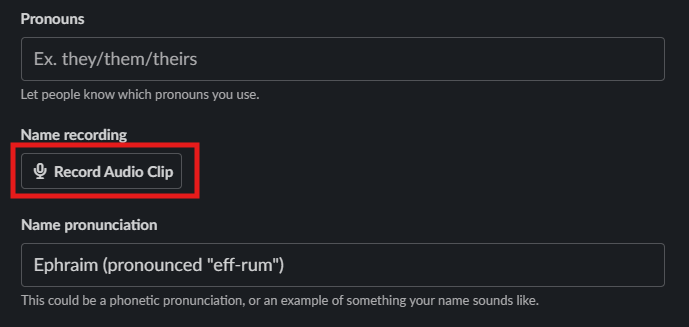 Pronouns
Ex. they/them/theirs
Let people know which pronouns you use.
Name recording
Record Audio Clip
Name pronunciation
Ephraim (pronounced "eff-rum")
This could be a phonetic pronunciation, or an example of something your name sounds like.